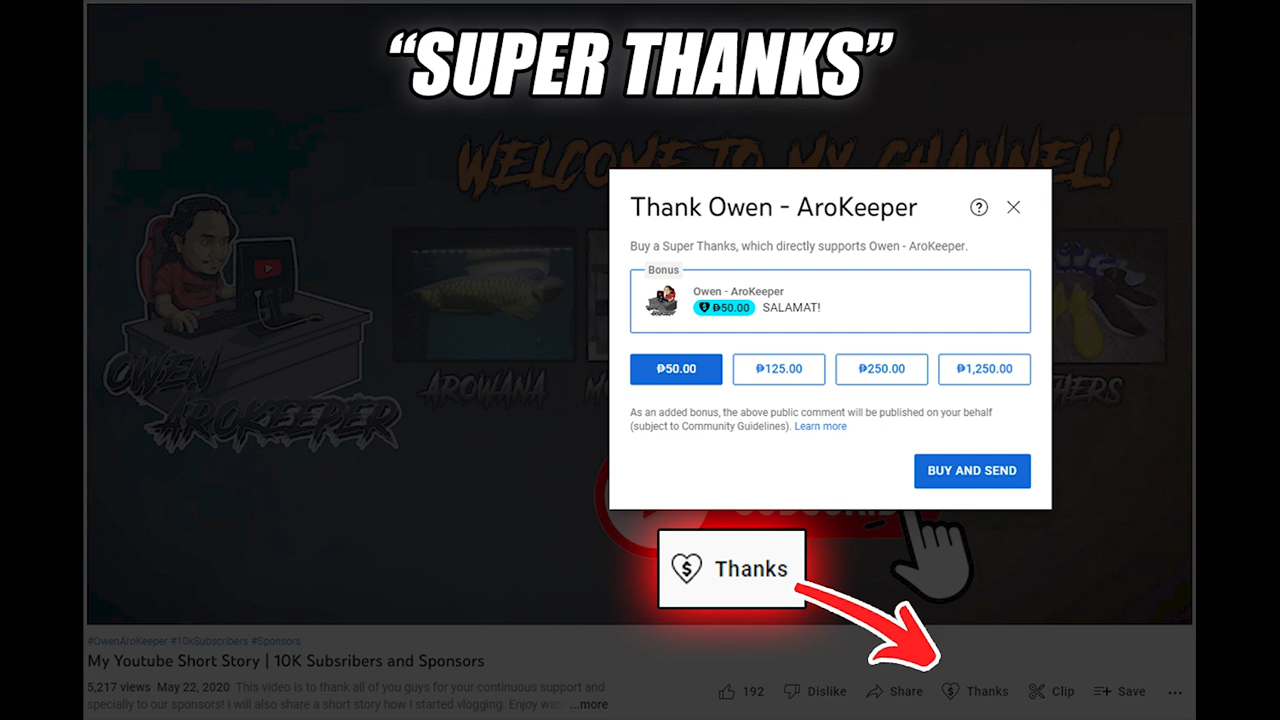 “SUPER THANKS”
WELCOME TO MY CHANNEL!
Thank Owen - AroKeeper
Buy a Super Thanks, which directly supports Owen - AroKeeper.
Bonus
Owen - AroKeeper
₱50.00 SALAMAT!
₱50.00 ₱125.00 ₱250.00 ₱1,250.00
As an added bonus, the above public comment will be published on your behalf
(subject to Community Guidelines). Learn more
BUY AND SEND
OWEN
AROKEEPER
AROWANA
Thanks
#OwenAroKeeper #10kSubscribers #Sponsors
My Youtube Short Story | 10K Subsribers and Sponsors
5,217 views May 22, 2020 This video is to thank all of you guys for your continuous support and
specially to our sponsors! I will also share a short story how I started vlogging. Enjoy ...more
192 Dislike Share Thanks Clip Save